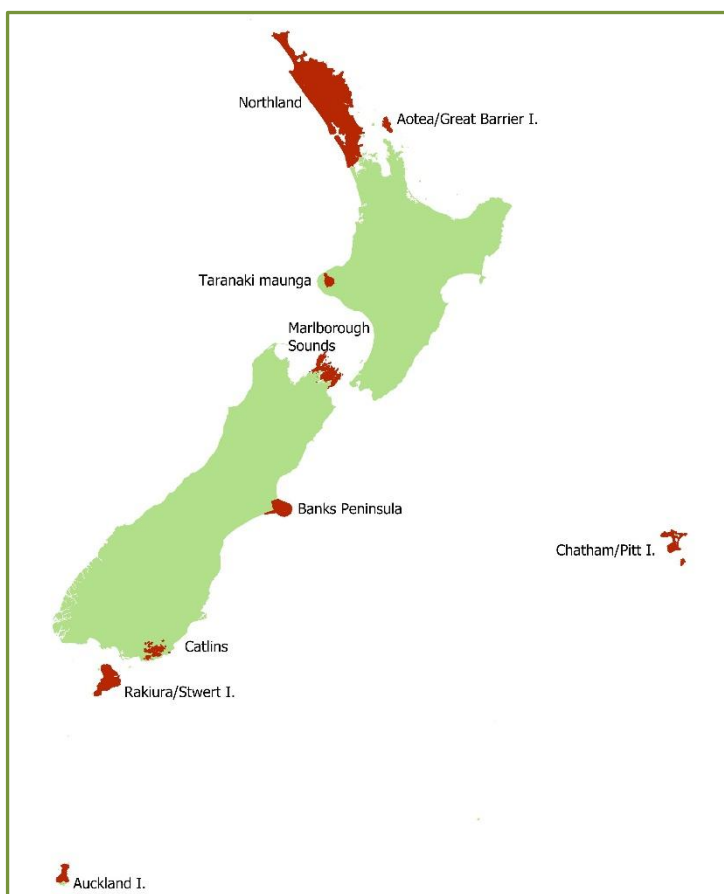 Northland
Aotea/Great Barrier I.
Taranaki maunga
Marlborough
Sounds
Banks Peninsula
Chatham/Pitt I.
Catlins
Rakiura/Stwert I.
Auckland I.